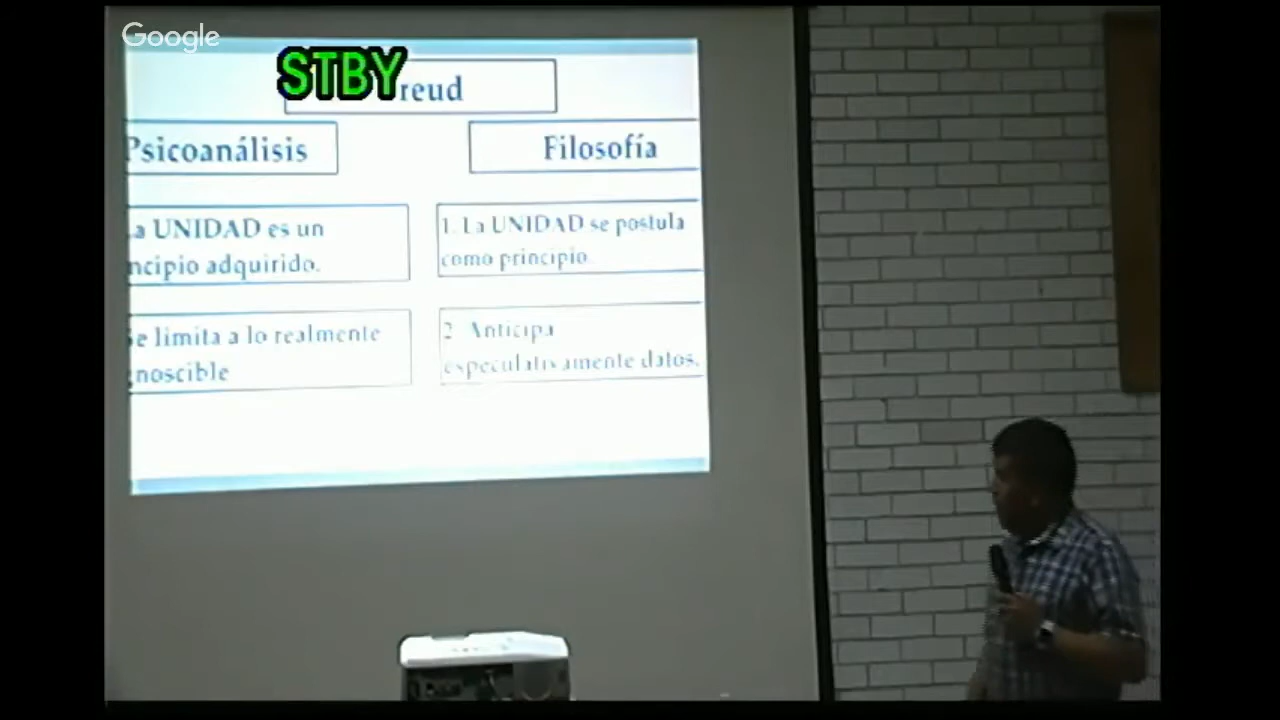 Google
STBY
reud
Psicoanálisis
Filosofía
a UNIDAD es un
ncipio adquirido.
1. La UNIDAD se postula
como principio.
e limita a lo realmente
noscible
2. Anticipa
especulativamente datos.